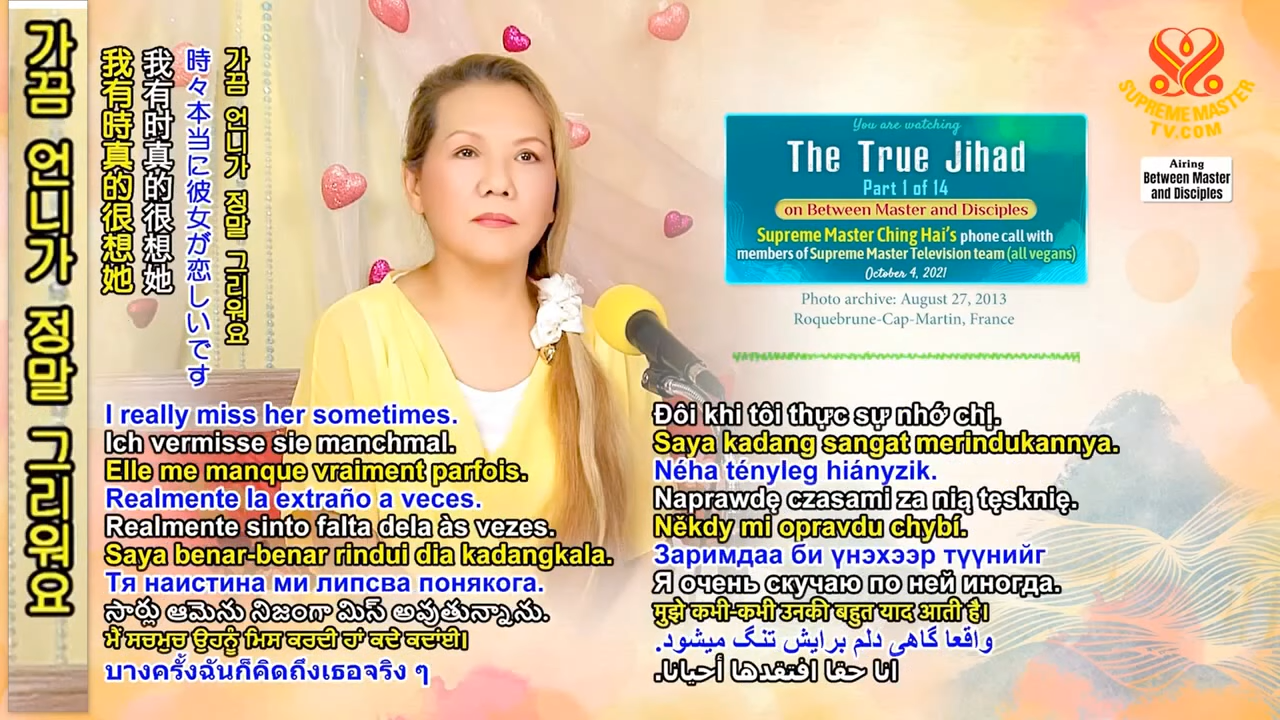 가끔 언니가 정말 그리워요
我有時真的很想她
我有时真的很想她
時々本当に彼女が恋しいです
가끔 언니가 정말 그리워요
SUPREME MASTER
TV.COM
You are watching
The True Jihad
Part 1 of 14
on Between Master and Disciples
Supreme Master Ching Hai's phone call with
members of Supreme Master Television team (all vegans)
October 4, 2021
Photo archive: August 27, 2013
Roquebrune-Cap-Martin, France
Airing
Between Master
and Disciples
I really miss her sometimes.
Ich vermisse sie manchmal.
Elle me manque vraiment parfois.
Realmente la extraño a veces.
Realmente sinto falta dela às vezes.
Saya benar-benar rindui dia kadangkala.
Тя наистина ми липсва понякога.
సార్లు ఆమెను నిజంగా మిస్ అవుతున్నాను.
ਮੈਂ ਸਚਮੁਚ ਉਹਨੂੰ ਮਿਸ ਕਰਦੀ ਹਾਂ ਕਦੇ ਕਦਾਂਈ।
บางครั้งฉันก็คิดถึงเธอจริง ๆ
Đôi khi tôi thực sự nhớ chị.
Saya kadang sangat merindukannya.
Néha tényleg hiányzik.
Naprawdę czasami za nią tęsknię.
Někdy mi opravdu chybí.
Заримдаа би үнэхээр түүнийг
Я очень скучаю по ней иногда.
मुझे कभी-कभी उनकी बहुत याद आती है।
واقعا گاهی دلم برایش تنگ میشود.
انا حقا افتقدها أحيانا.